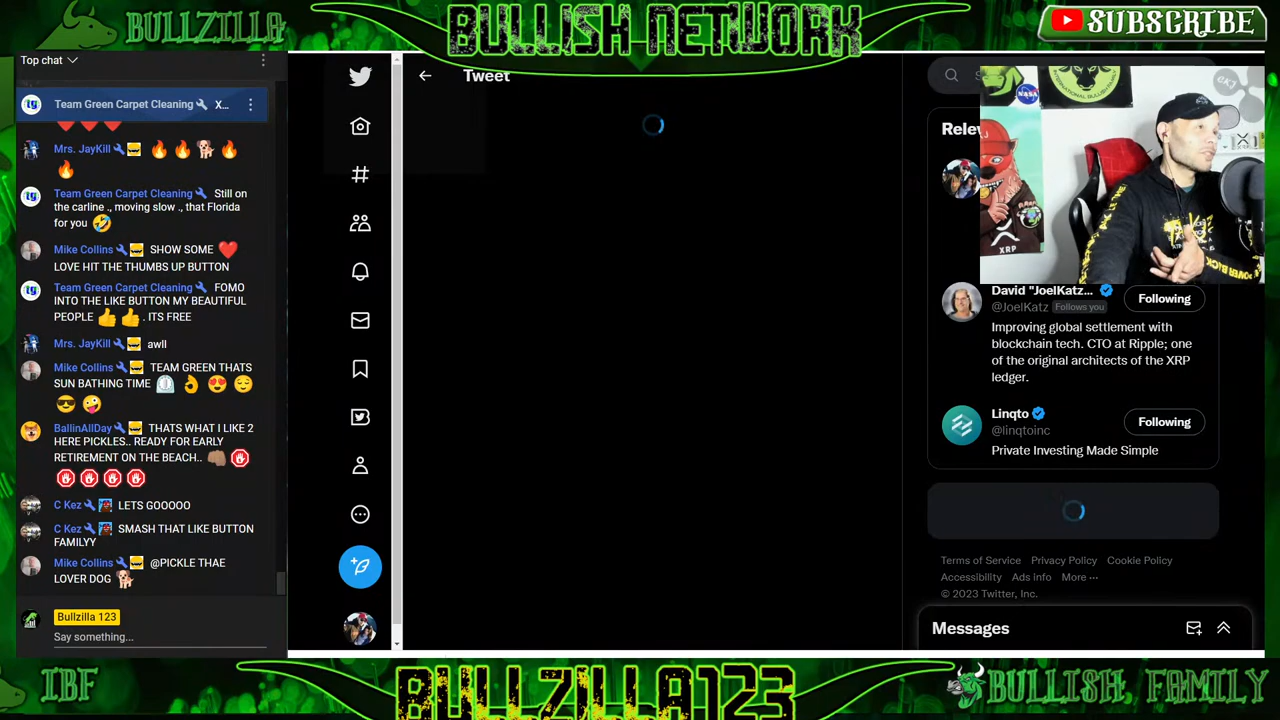 BULLZILLA
BULLISH NETWORK
SUBSCRIBE
Top chat
Team Green Carpet Cleaning X...
Mrs. JayKill 🔥 🔥 🐕 🔥
🔥
Team Green Carpet Cleaning Still on
the carline ., moving slow ., that Florida
for you 🤣
Mike Collins SHOW SOME ❤️
LOVE HIT THE THUMBS UP BUTTON
Team Green Carpet Cleaning FOMO
INTO THE LIKE BUTTON MY BEAUTIFUL
PEOPLE 👍 👍 . ITS FREE
Mrs. JayKill awll
Mike Collins TEAM GREEN THATS
SUN BATHING TIME
BallinAllDay THATS WHAT I LIKE 2
HERE PICKLES.. READY FOR EARLY
RETIREMENT ON THE BEACH..
C Kez LETS GOOOOO
C Kez SMASH THAT LIKE BUTTON
FAMILYY
Mike Collins @PICKLE THAE
LOVER DOG 🐕
Bullzilla 123
Say something...
Tweet
NASA
XRP
David "JoelKatz...
@JoelKatz Follows you
Following
Improving global settlement with
blockchain tech. CTO at Ripple; one
of the original architects of the XRP
ledger.
Linqto
@linqtoinc
Following
Private Investing Made Simple
Terms of Service Privacy Policy Cookie Policy
Accessibility Ads info More ...
© 2023 Twitter, Inc.
Messages
IBF
BULLZILLA123
BULLISH FAMILY